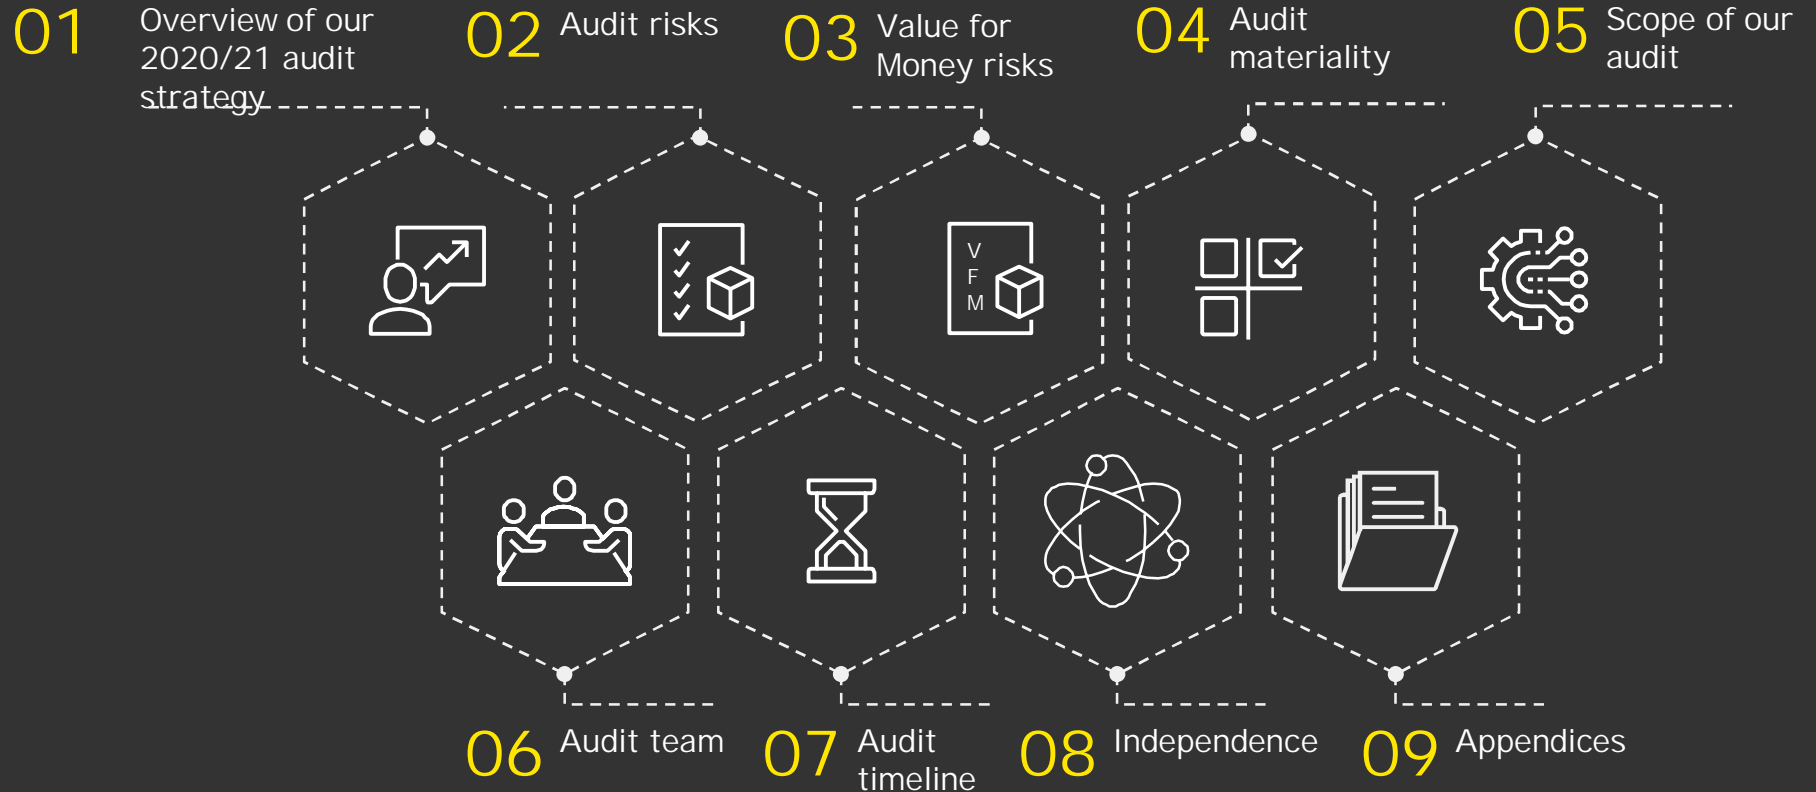 01
Overview of our
2020/21 audit
strategy
02
Audit risks
03
Value for
Money risks
04
Audit
materiality
05
Scope of our
audit
V
F
M
06
Audit team
07
Audit
timeline
08
Independence
09
Appendices